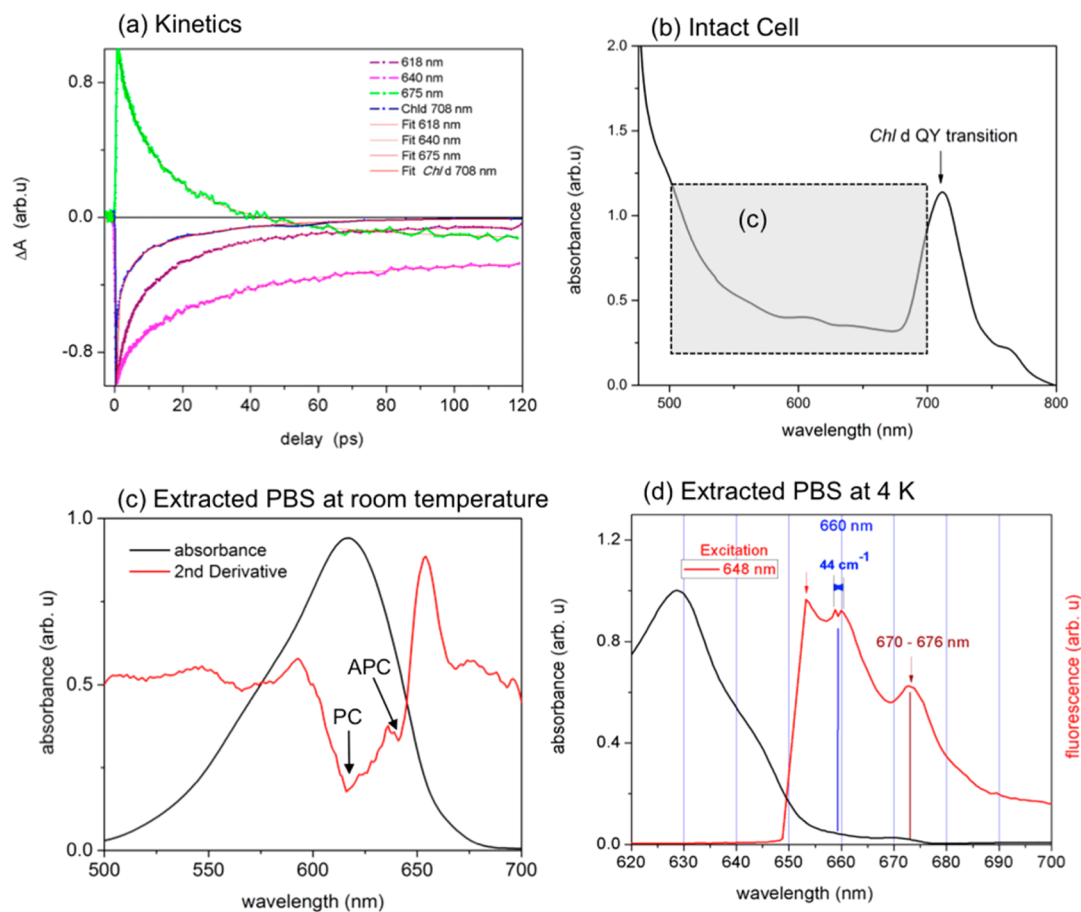 (a) Kinetics
618 nm
640 nm
675 nm
Chld 708 nm
Fit 618 nm
Fit 640 nm
Fit 675 nm
Fit Chl d 708 nm
0.8
0.0
-0.8
ΔA (arb.u)
0 20 40 60 80 100 120
delay (ps)
(b) Intact Cell
Chl d QY transition
(c)
2.0
1.5
1.0
0.5
0.0
absorbance (arb.u)
500 600 700 800
wavelength (nm)
(c) Extracted PBS at room temperature
absorbance
2nd Derivative
PC
APC
1.0
0.5
0.0
absorbance (arb. u)
500 550 600 650 700
wavelength (nm)
(d) Extracted PBS at 4 K
660 nm
Excitation
648 nm
44 cm-1
670 - 676 nm
1.2
0.8
0.4
0.0
absorbance (arb. u)
fluorescence (arb. u)
620 630 640 650 660 670 680 690 700
wavelength (nm)